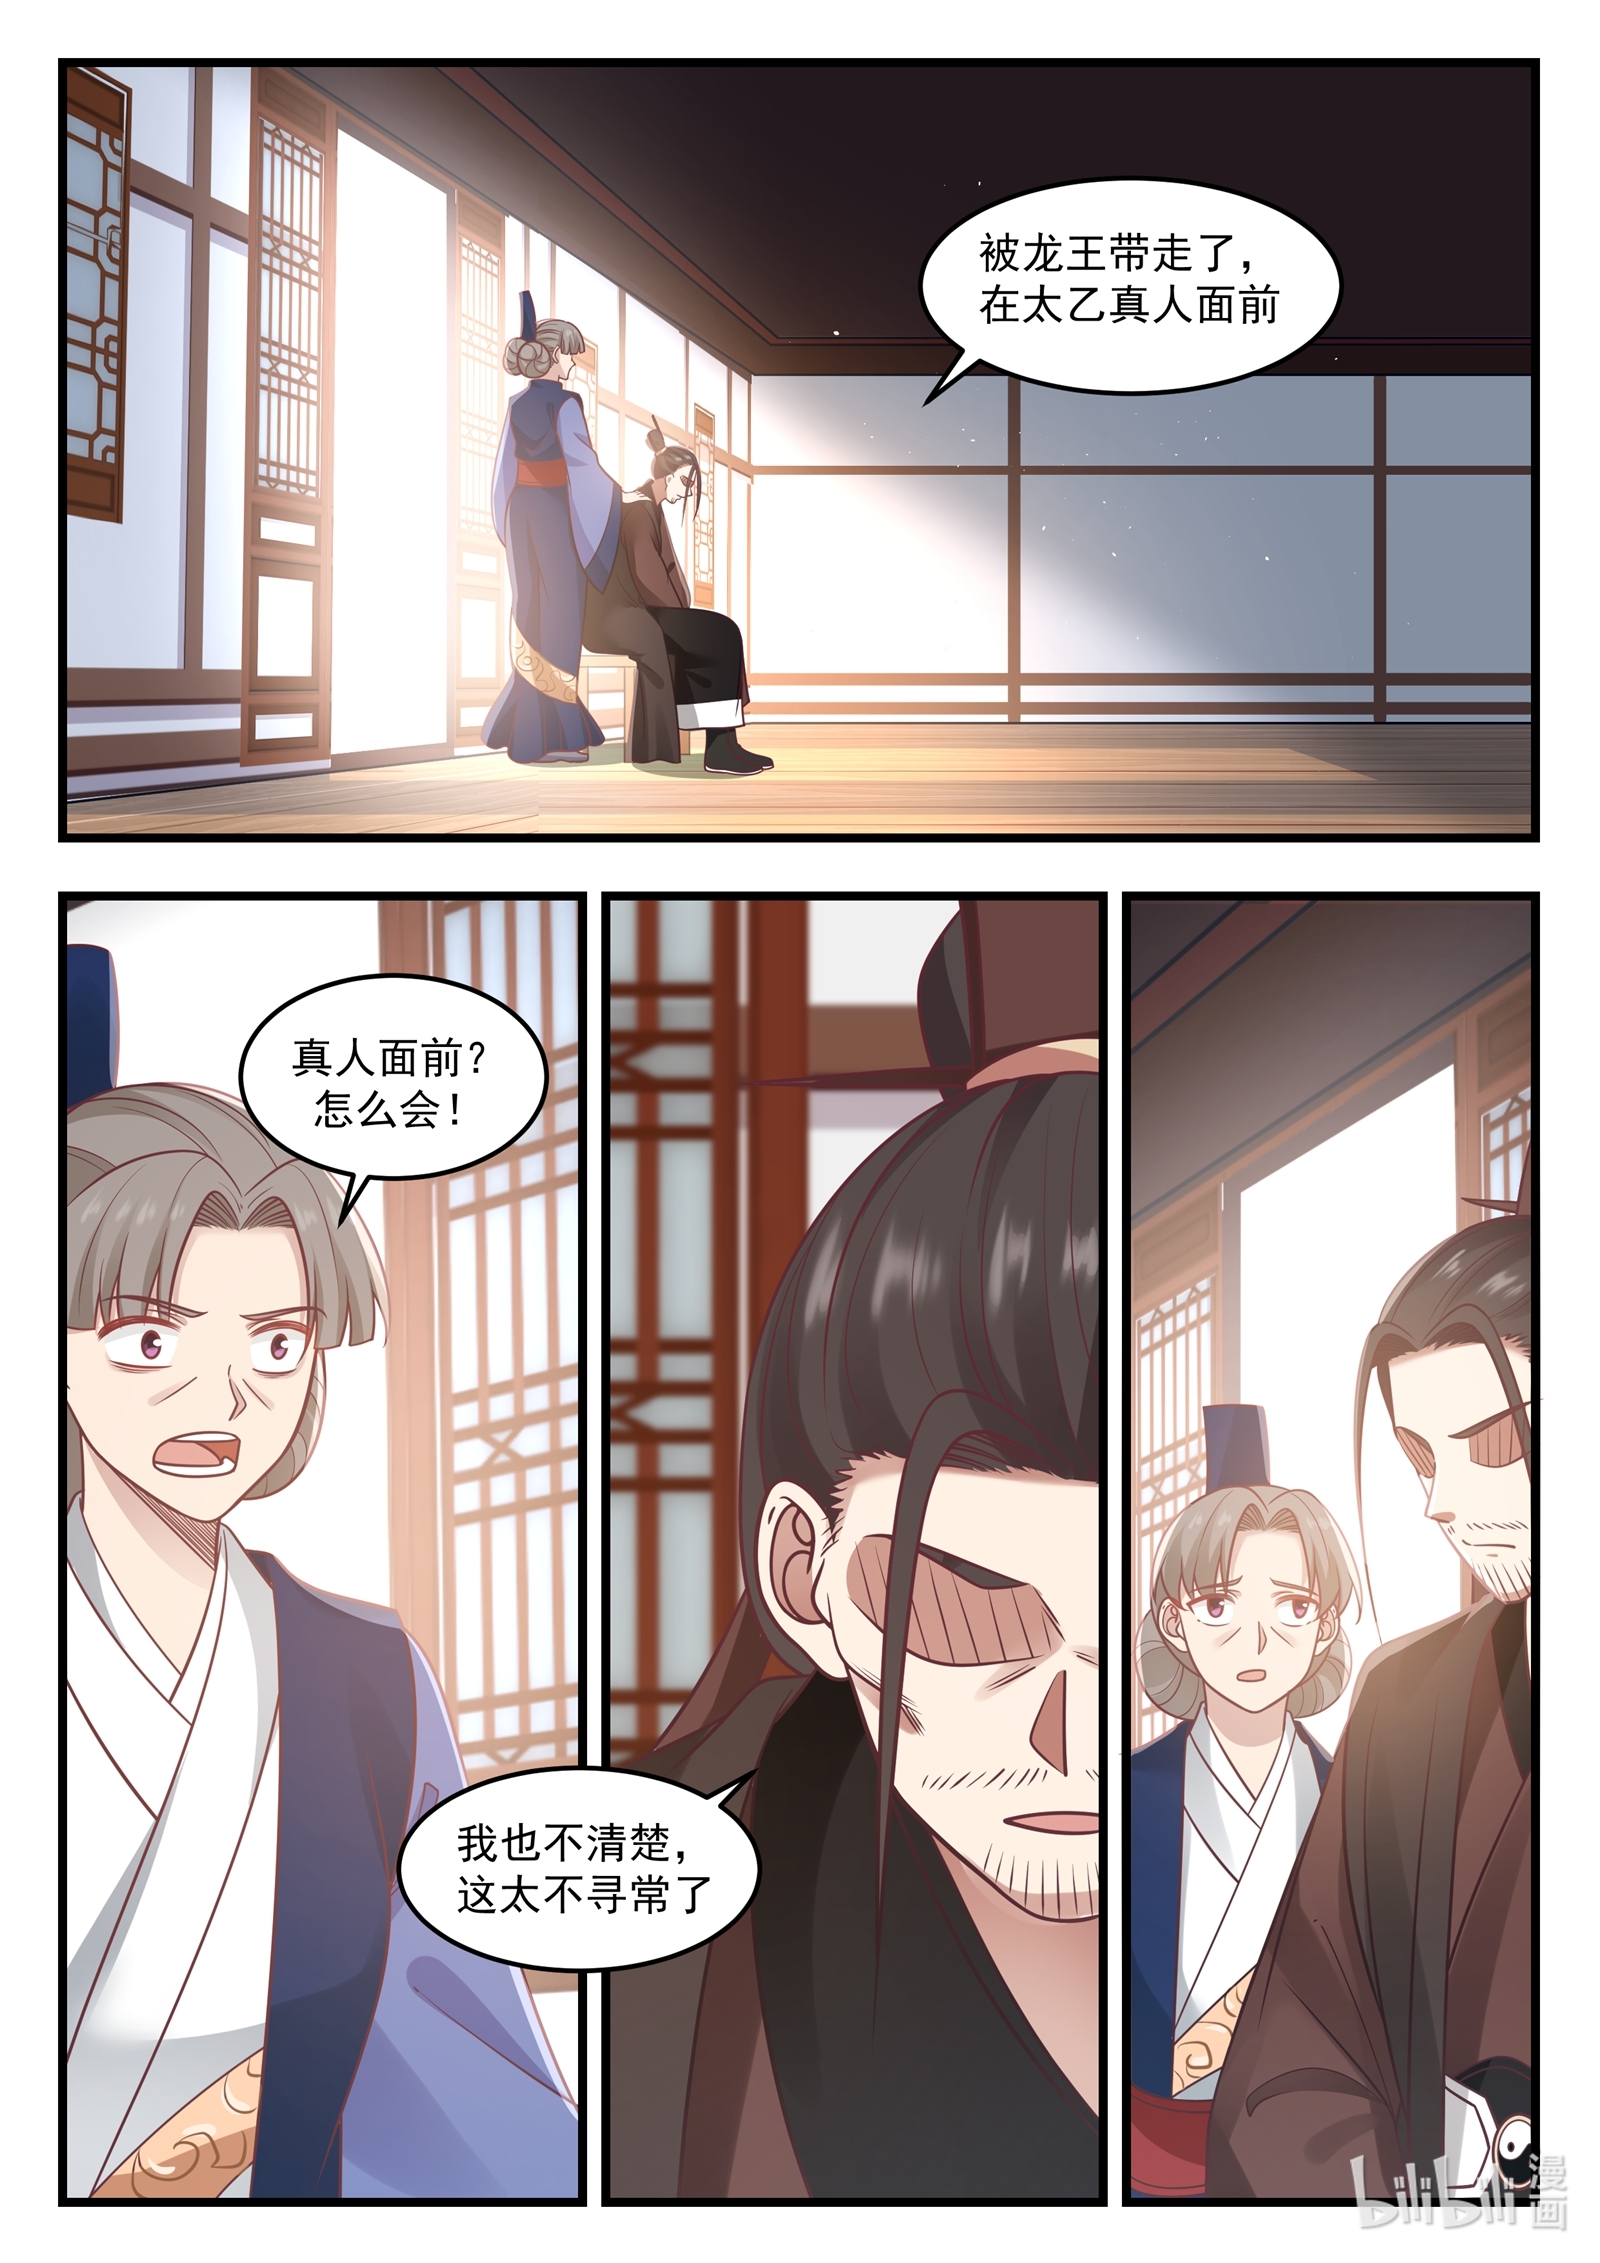 被龙王带走了，
在太乙真人面前
真人面前？
怎么会！
我也不清楚，
这太不寻常了
bilibili漫画